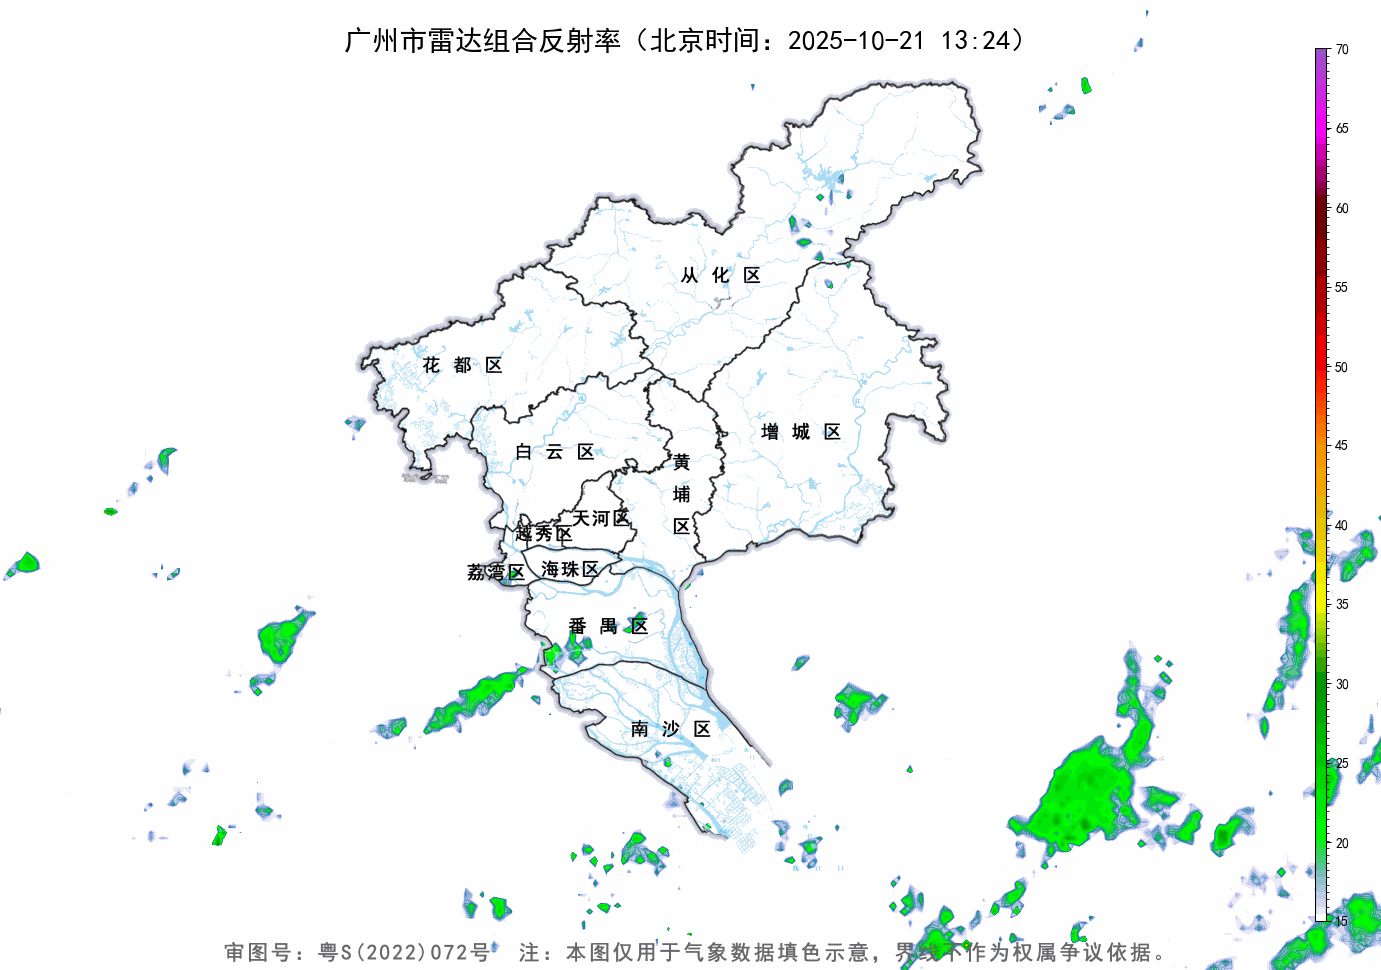 广州市雷达组合反射率（北京时间：2025-10-21 13:24）
70
65
60
55
50
45
40
35
30
25
20
15
从化区
花都区
增城区
白云区
黄埔区
天河区
越秀区
海珠区
荔湾区
番禺区
南沙区
审图号：粤S(2022)072号 注：本图仅用于气象数据填色示意，界线不作为权属争议依据。